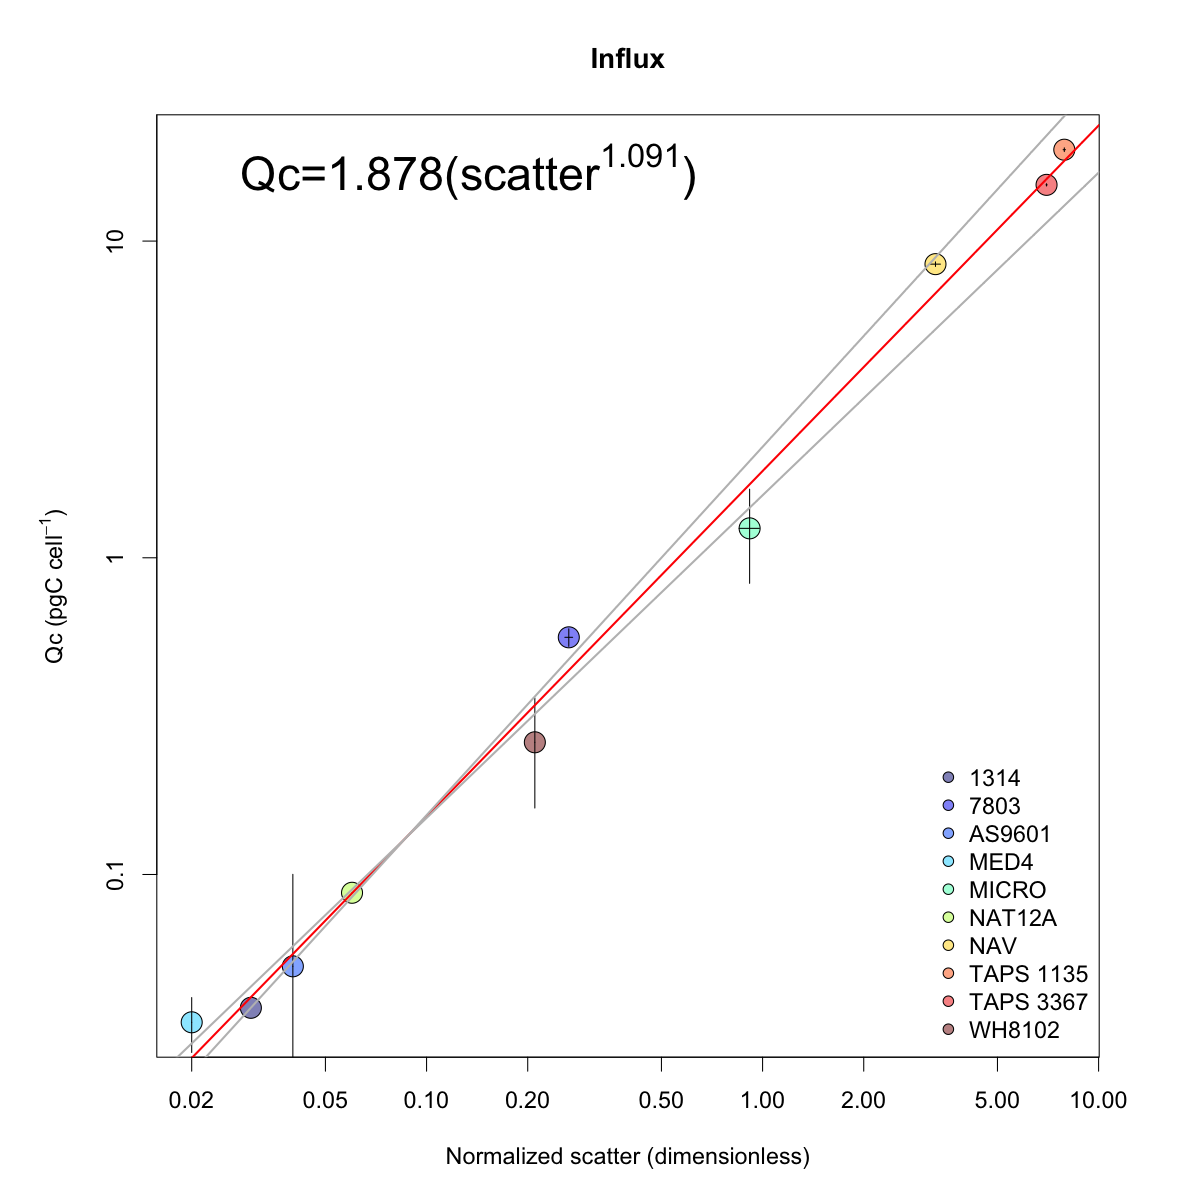 Influx
Qc=1.878(scatter^1.091)
Qc (pgC cell^−1)
10
1
0.1
1314
7803
AS9601
MED4
MICRO
NAT12A
NAV
TAPS 1135
TAPS 3367
WH8102
0.02 0.05 0.10 0.20 0.50 1.00 2.00 5.00 10.00
Normalized scatter (dimensionless)